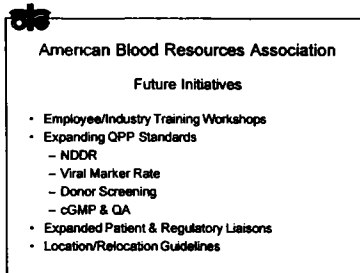 American Blood Resources Association
Future Initiatives
• Employee/Industry Training Workshops
• Expanding QPP Standards
– NDDR
– Viral Marker Rate
– Donor Screening
– cGMP & QA
• Expanded Patient & Regulatory Liaisons
• Location/Relocation Guidelines